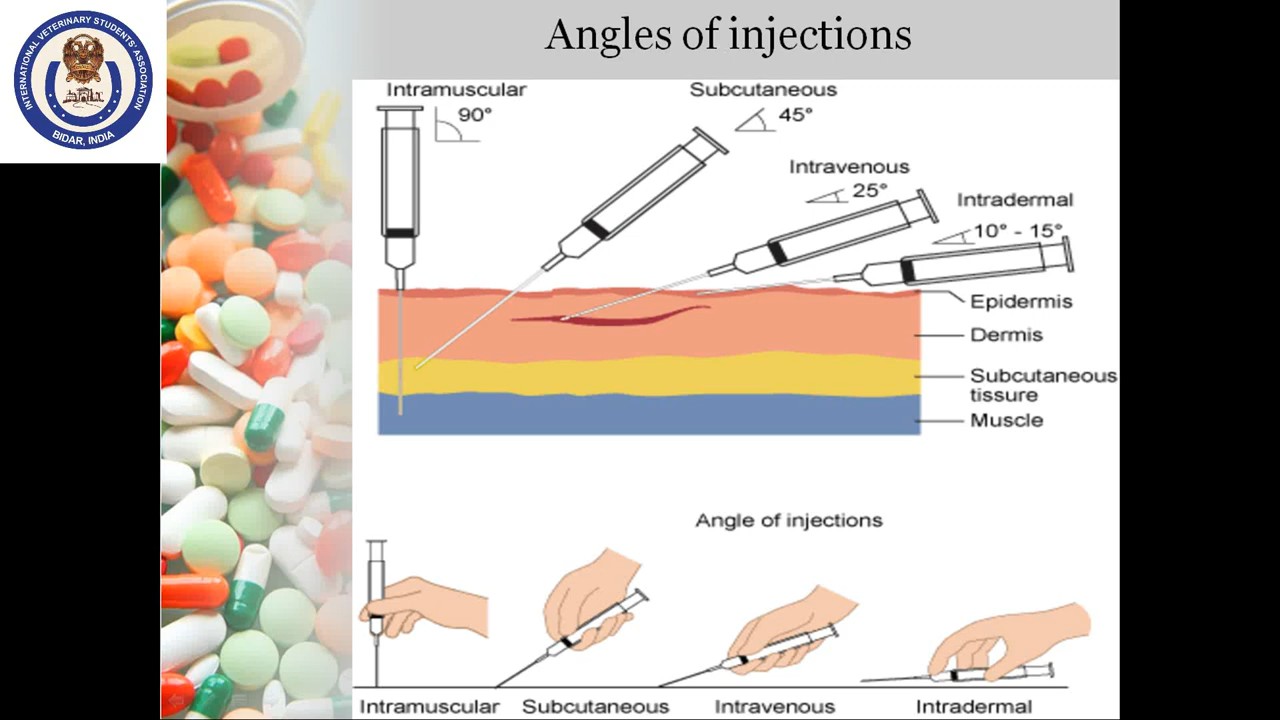 INTERNATIONAL VETERINARY STUDENTS' ASSOCIATION
BIDAR, INDIA
Angles of injections
Intramuscular
90°
Subcutaneous
45°
Intravenous
25°
Intradermal
10° - 15°
Epidermis
Dermis
Subcutaneous
tissure
Muscle
Angle of injections
Intramuscular
Subcutaneous
Intravenous
Intradermal